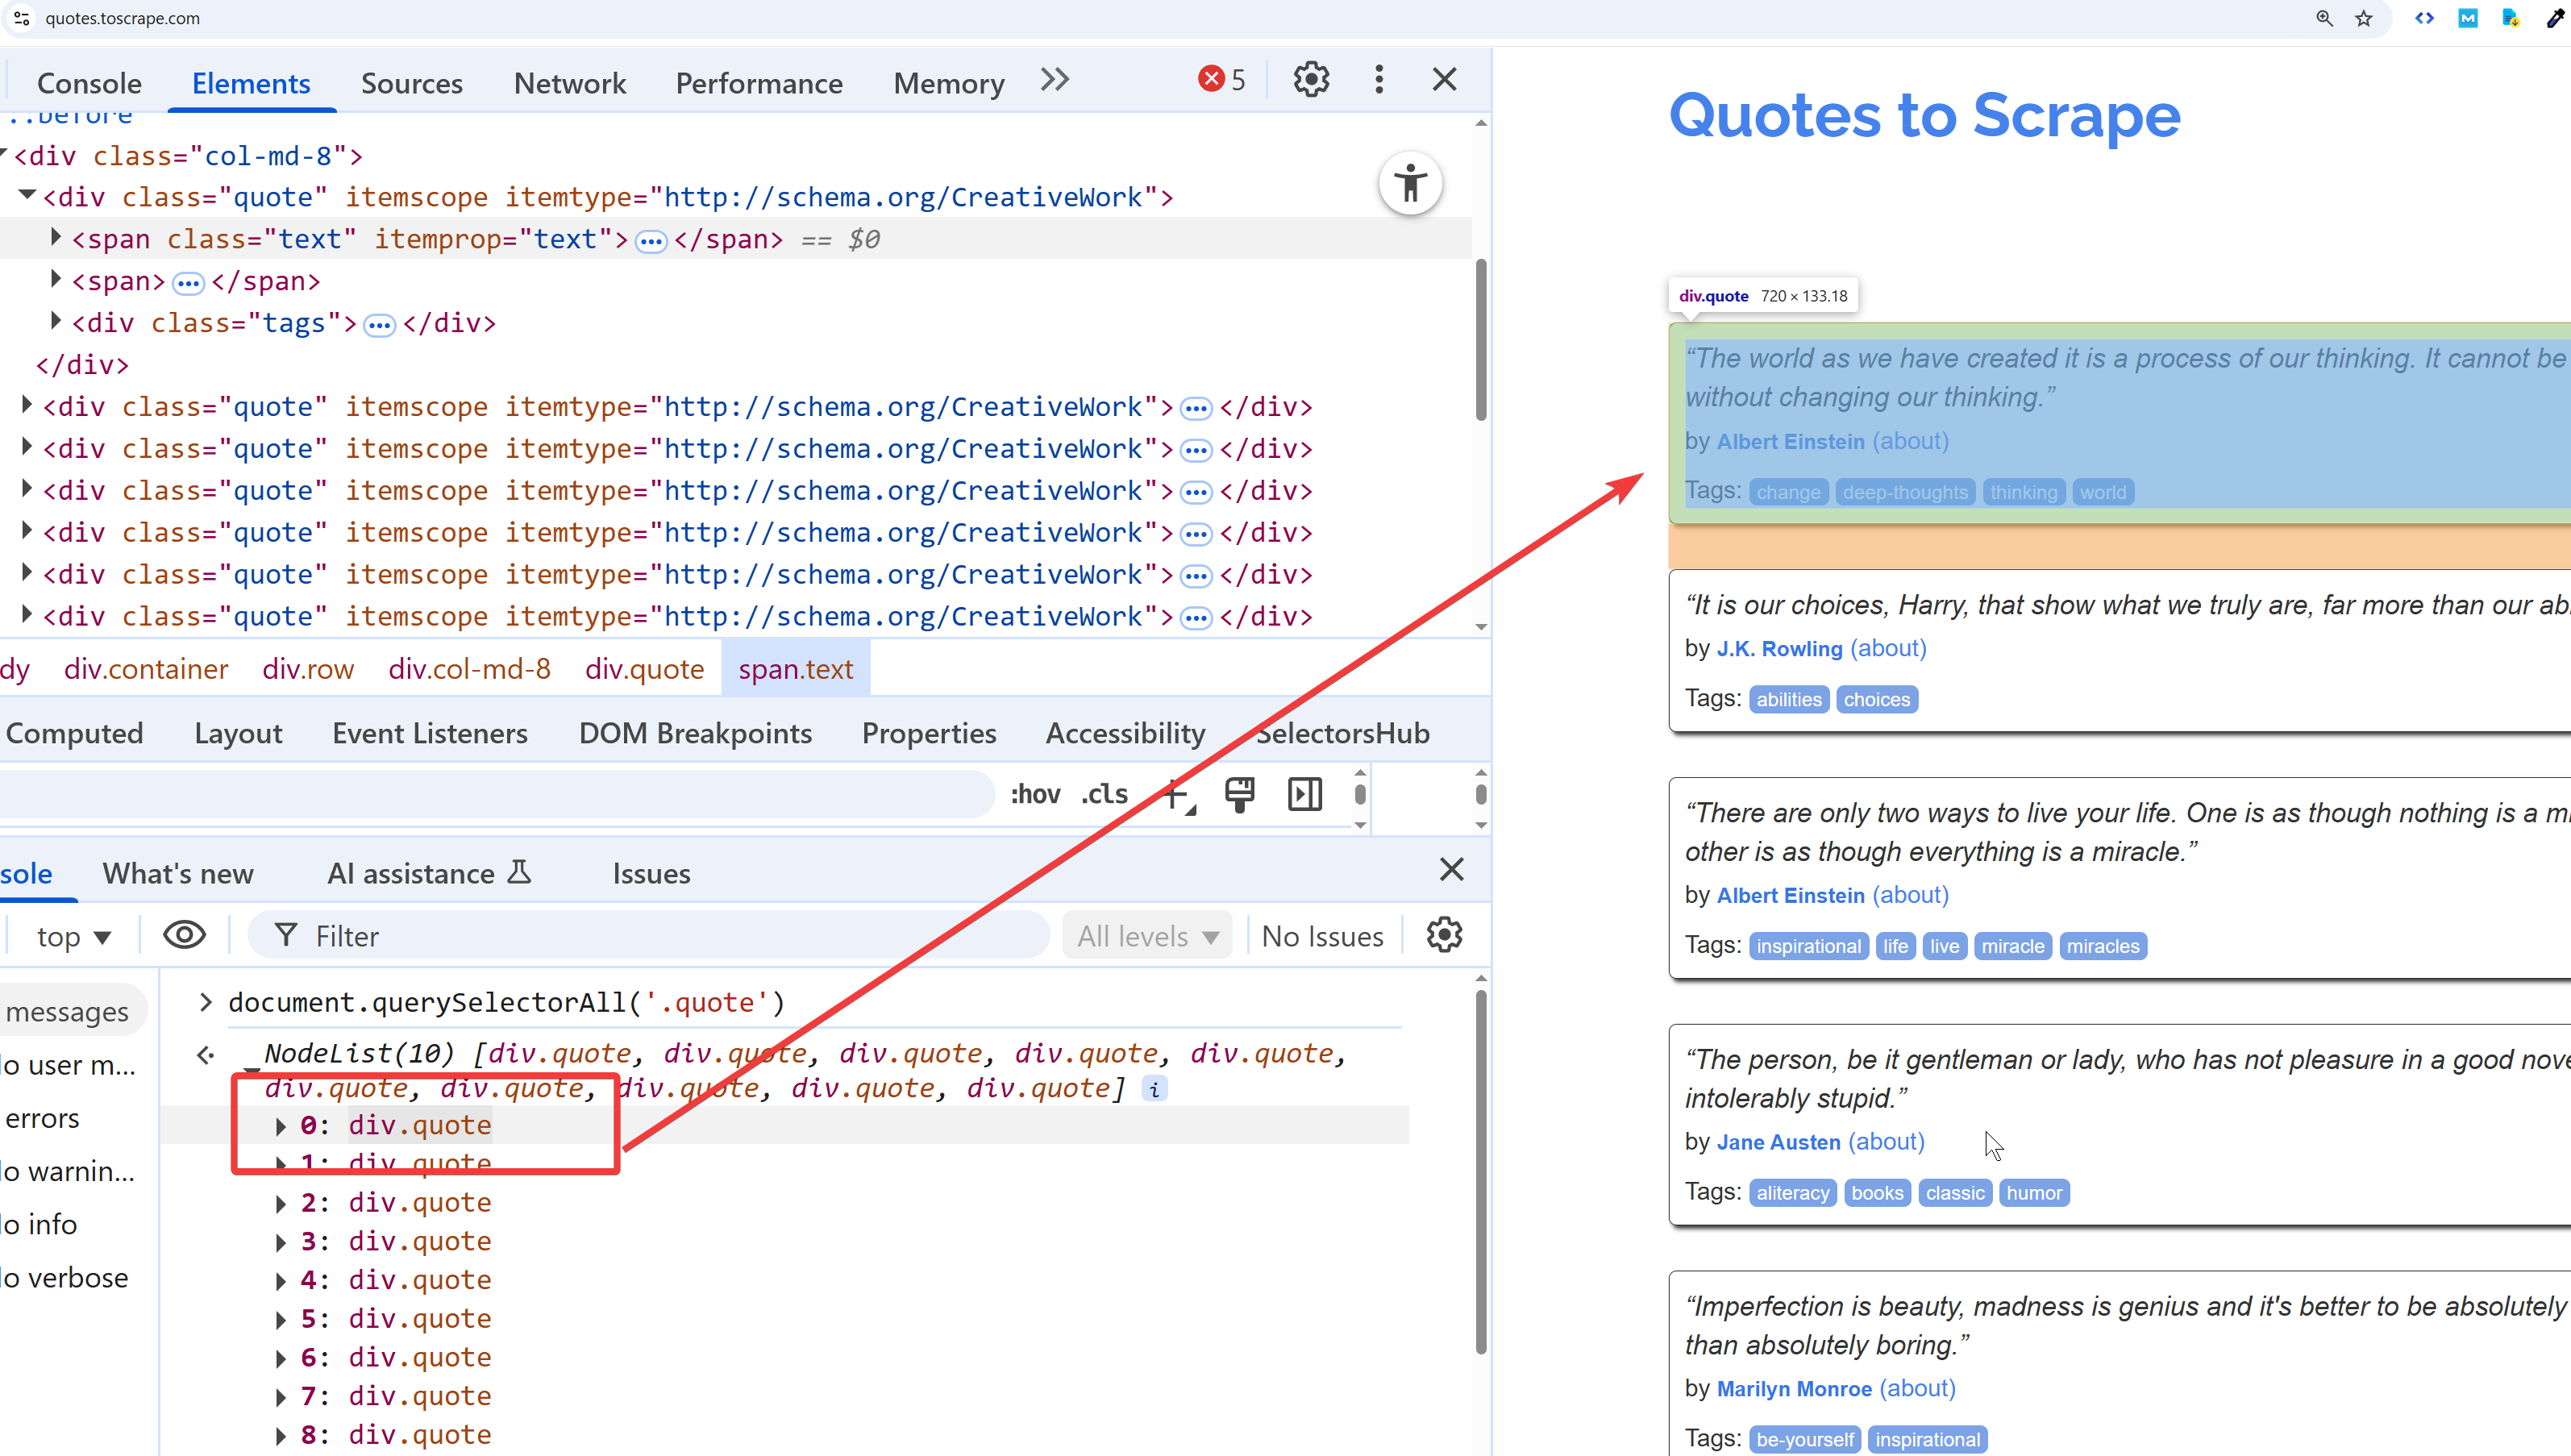 quotes.toscrape.com
Console Elements Sources Network Performance Memory 5
::before
<div class="col-md-8">
<div class="quote" itemscope itemtype="http://schema.org/CreativeWork">
<span class="text" itemprop="text"> ••• </span> == $0
<span> ••• </span>
<div class="tags"> ••• </div>
</div>
<div class="quote" itemscope itemtype="http://schema.org/CreativeWork"> ••• </div>
<div class="quote" itemscope itemtype="http://schema.org/CreativeWork"> ••• </div>
<div class="quote" itemscope itemtype="http://schema.org/CreativeWork"> ••• </div>
<div class="quote" itemscope itemtype="http://schema.org/CreativeWork"> ••• </div>
<div class="quote" itemscope itemtype="http://schema.org/CreativeWork"> ••• </div>
<div class="quote" itemscope itemtype="http://schema.org/CreativeWork"> ••• </div>
dy div.container div.row div.col-md-8 div.quote span.text
Computed Layout Event Listeners DOM Breakpoints Properties Accessibility SelectorsHub
:hov .cls
sole What's new AI assistance Issues
top Filter All levels No Issues
messages
lo user m...
errors
lo warnin...
lo info
lo verbose
document.querySelectorAll('.quote')
NodeList(10) [div.quote, div.quote, div.quote, div.quote, div.quote,
div.quote, div.quote, div.quote, div.quote, div.quote] i
0: div.quote
1: div.quote
2: div.quote
3: div.quote
4: div.quote
5: div.quote
6: div.quote
7: div.quote
8: div.quote
Quotes to Scrape
div.quote 720 × 133.18
“The world as we have created it is a process of our thinking. It cannot be
without changing our thinking.”
by Albert Einstein (about)
Tags: change deep-thoughts thinking world
“It is our choices, Harry, that show what we truly are, far more than our ab
by J.K. Rowling (about)
Tags: abilities choices
“There are only two ways to live your life. One is as though nothing is a mi
other is as though everything is a miracle.”
by Albert Einstein (about)
Tags: inspirational life live miracle miracles
“The person, be it gentleman or lady, who has not pleasure in a good nove
intolerably stupid.”
by Jane Austen (about)
Tags: aliteracy books classic humor
“Imperfection is beauty, madness is genius and it's better to be absolutely
than absolutely boring.”
by Marilyn Monroe (about)
Tags: be-yourself inspirational